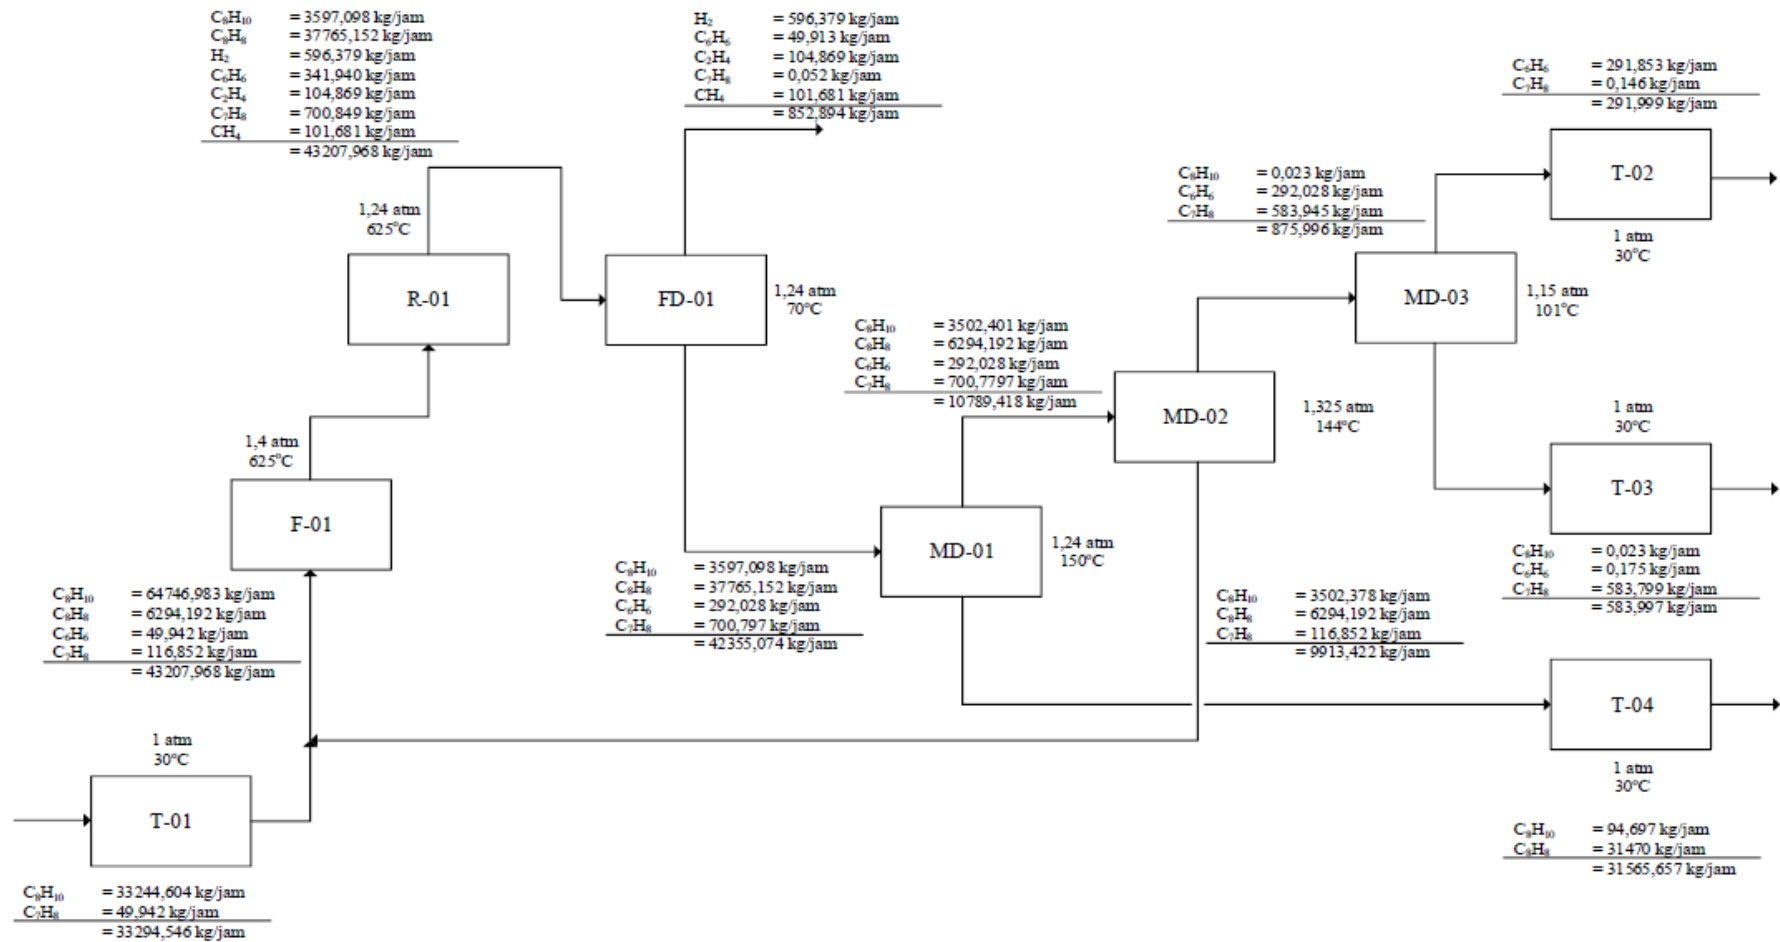 C₈H₁₀ = 3597,098 kg/jam
C₈H₈ = 37765,152 kg/jam
H₂ = 596,379 kg/jam
C₆H₆ = 341,940 kg/jam
C₂H₄ = 104,869 kg/jam
C₇H₈ = 700,849 kg/jam
CH₄ = 101,681 kg/jam
= 43207,968 kg/jam
H₂ = 596,379 kg/jam
C₆H₆ = 49,913 kg/jam
C₂H₄ = 104,869 kg/jam
C₇H₈ = 0,052 kg/jam
CH₄ = 101,681 kg/jam
= 852,894 kg/jam
C₆H₆ = 291,853 kg/jam
C₇H₈ = 0,146 kg/jam
= 291,999 kg/jam
T-02
1 atm
30°C
C₈H₁₀ = 0,023 kg/jam
C₆H₆ = 292,028 kg/jam
C₇H₈ = 583,945 kg/jam
= 875,996 kg/jam
1,24 atm
625°C
R-01
FD-01
1,24 atm
70°C
MD-03
1,15 atm
101°C
C₈H₁₀ = 3502,401 kg/jam
C₈H₈ = 6294,192 kg/jam
C₆H₆ = 292,028 kg/jam
C₇H₈ = 700,7797 kg/jam
= 10789,418 kg/jam
MD-02
1,325 atm
144°C
1 atm
30°C
T-03
1,4 atm
625°C
F-01
MD-01
1,24 atm
150°C
C₈H₁₀ = 0,023 kg/jam
C₆H₆ = 0,175 kg/jam
C₇H₈ = 583,799 kg/jam
= 583,997 kg/jam
C₈H₁₀ = 64746,983 kg/jam
C₈H₈ = 6294,192 kg/jam
C₆H₆ = 49,942 kg/jam
C₇H₈ = 116,852 kg/jam
= 43207,968 kg/jam
C₈H₁₀ = 3597,098 kg/jam
C₈H₈ = 37765,152 kg/jam
C₆H₆ = 292,028 kg/jam
C₇H₈ = 700,797 kg/jam
= 42355,074 kg/jam
C₈H₁₀ = 3502,378 kg/jam
C₈H₈ = 6294,192 kg/jam
C₇H₈ = 116,852 kg/jam
= 9913,422 kg/jam
T-04
1 atm
30°C
1 atm
30°C
T-01
C₈H₁₀ = 94,697 kg/jam
C₈H₈ = 31470 kg/jam
= 31565,657 kg/jam
C₈H₁₀ = 33244,604 kg/jam
C₇H₈ = 49,942 kg/jam
= 33294,546 kg/jam